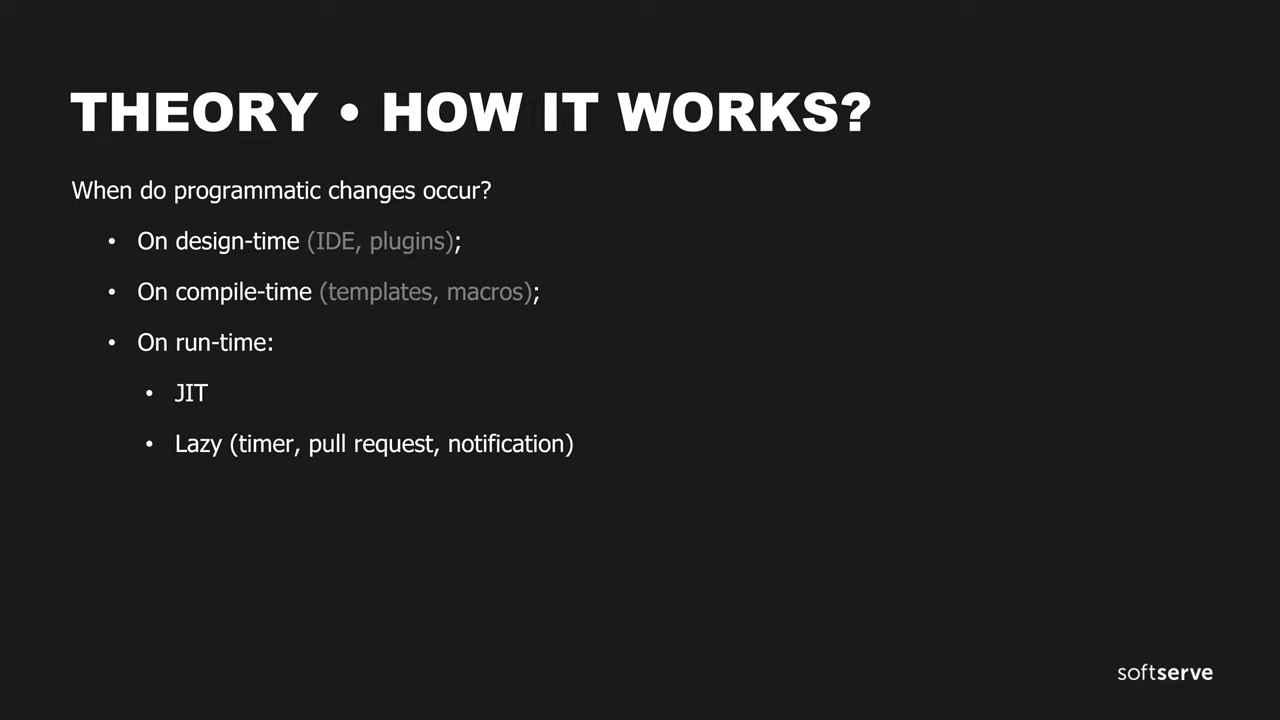 THEORY • HOW IT WORKS?
When do programmatic changes occur?
• On design-time (IDE, plugins);
• On compile-time (templates, macros);
• On run-time:
• JIT
• Lazy (timer, pull request, notification)
softserve